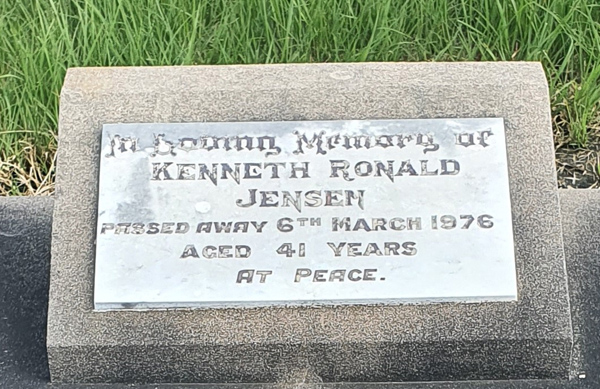 In Loving Memory of
KENNETH RONALD
JENSEN
PASSED AWAY 6TH MARCH 1976
AGED 41 YEARS
AT PEACE.